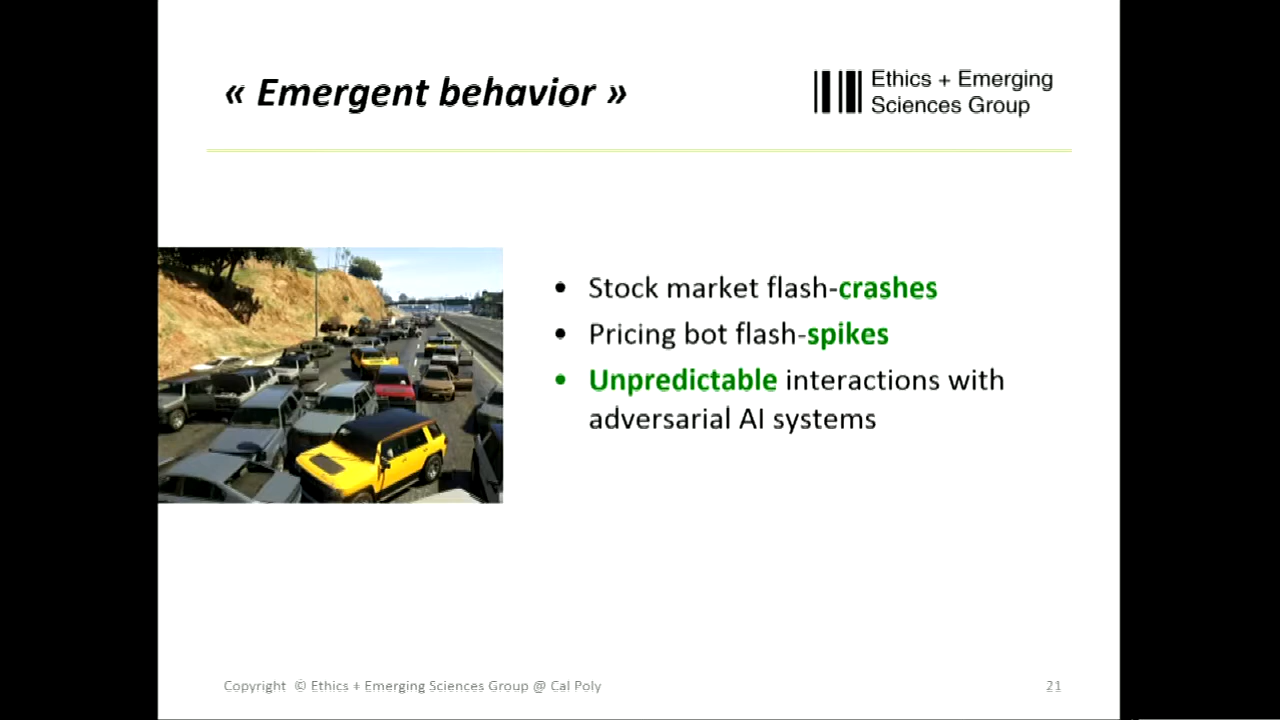 « Emergent behavior »
Ethics + Emerging
Sciences Group
• Stock market flash-crashes
• Pricing bot flash-spikes
• Unpredictable interactions with
adversarial AI systems
Copyright © Ethics + Emerging Sciences Group @ Cal Poly
21